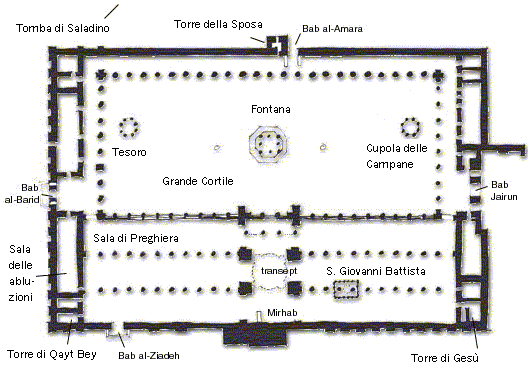 Tomba di Saladino
Torre della Sposa
Bab al-Amara
Fontana
Tesoro
Cupola delle
Campane
Grande Cortile
Bab
al-Barid
Bab
Jairun
Sala di Preghiera
Sala
delle
ablu-
zioni
transept
S. Giovanni Battista
Mirhab
Torre di Qayt Bey
Bab al-Ziadeh
Torre di Gesù